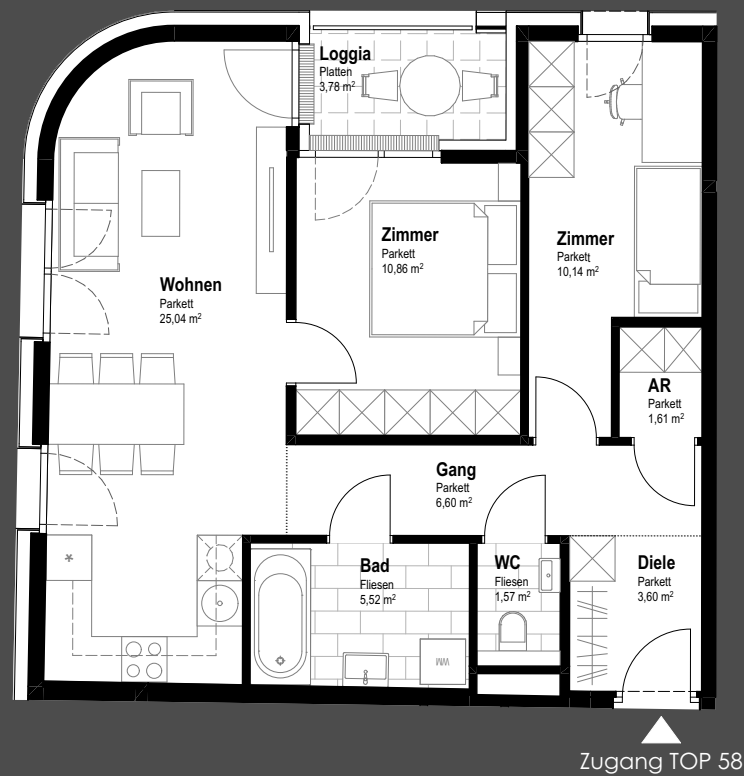 Loggia
Platten
3,78 m²
Zimmer
Parkett
10,86 m²
Zimmer
Parkett
10,14 m²
Wohnen
Parkett
25,04 m²
AR
Parkett
1,61 m²
Gang
Parkett
6,60 m²
Bad
Fliesen
5,52 m²
WC
Fliesen
1,57 m²
Diele
Parkett
3,60 m²
*
WM
Zugang TOP 58